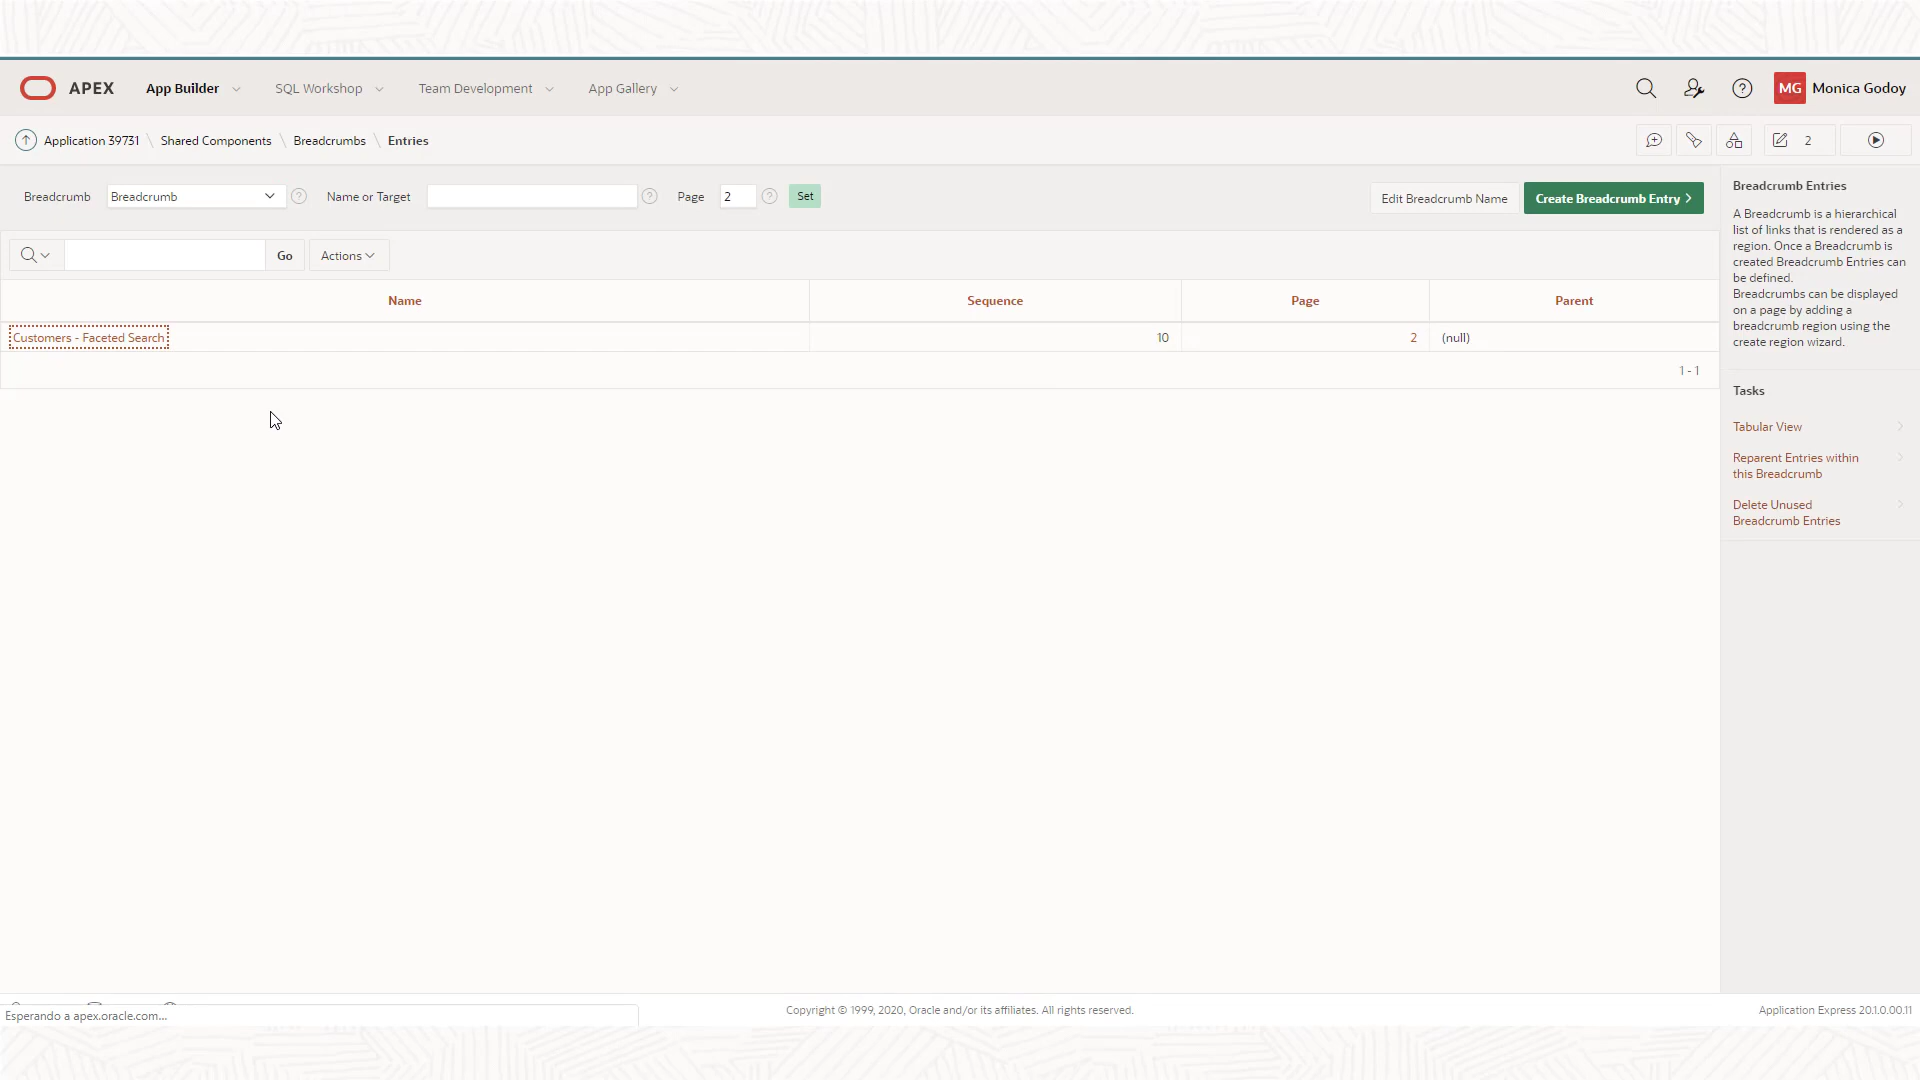 APEX
App Builder
SQL Workshop
Team Development
App Gallery
MG
Monica Godoy
Application 39731
Shared Components
Breadcrumbs
Entries
2
Breadcrumb
Breadcrumb
Name or Target
Page
2
Set
Edit Breadcrumb Name
Create Breadcrumb Entry
Go
Actions
Name
Sequence
Page
Parent
Customers - Faceted Search
10
2
(null)
1 - 1
Breadcrumb Entries
A Breadcrumb is a hierarchical
list of links that is rendered as a
region. Once a Breadcrumb is
created Breadcrumb Entries can
be defined.
Breadcrumbs can be displayed
on a page by adding a
breadcrumb region using the
create region wizard.
Tasks
Tabular View
Reparent Entries within
this Breadcrumb
Delete Unused
Breadcrumb Entries
Esperando a apex.oracle.com...
Copyright © 1999, 2020, Oracle and/or its affiliates. All rights reserved.
Application Express 20.1.0.00.11